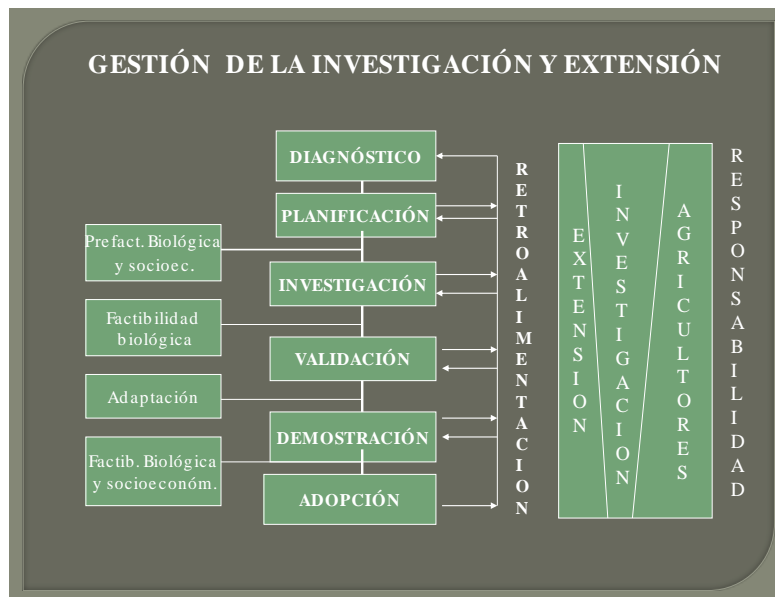 GESTIÓN DE LA INVESTIGACIÓN Y EXTENSIÓN
DIAGNÓSTICO
PLANIFICACIÓN
Prefact. Biológica
y socioec.
INVESTIGACIÓN
Factibilidad
biológica
VALIDACIÓN
Adaptación
DEMOSTRACIÓN
Factib. Biológica
y socioeconóm.
ADOPCIÓN
RETROALIMENTACION
EXTENSION
INVESTIGACION
AGRICULTORES
RESPONSABILIDAD